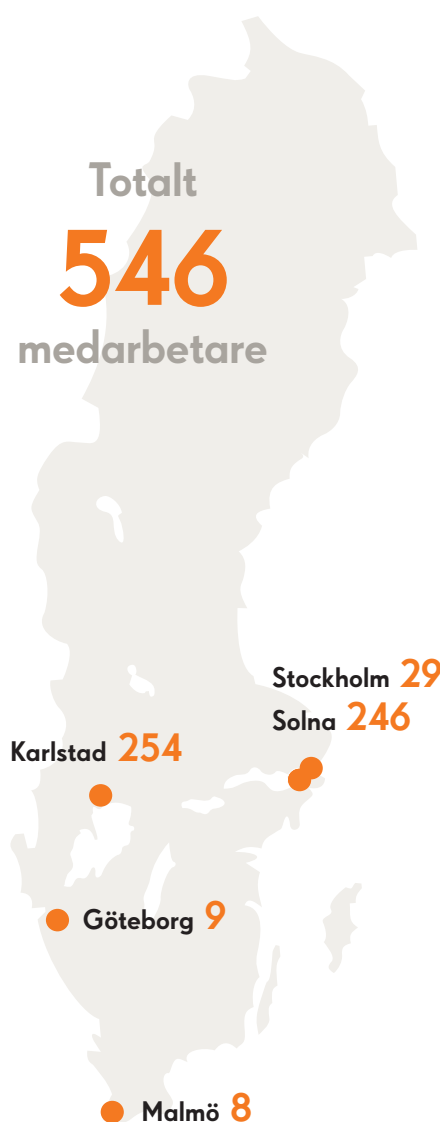 Totalt
546
medarbetare
Stockholm 29
Solna 246
Karlstad 254
Göteborg 9
Malmö 8